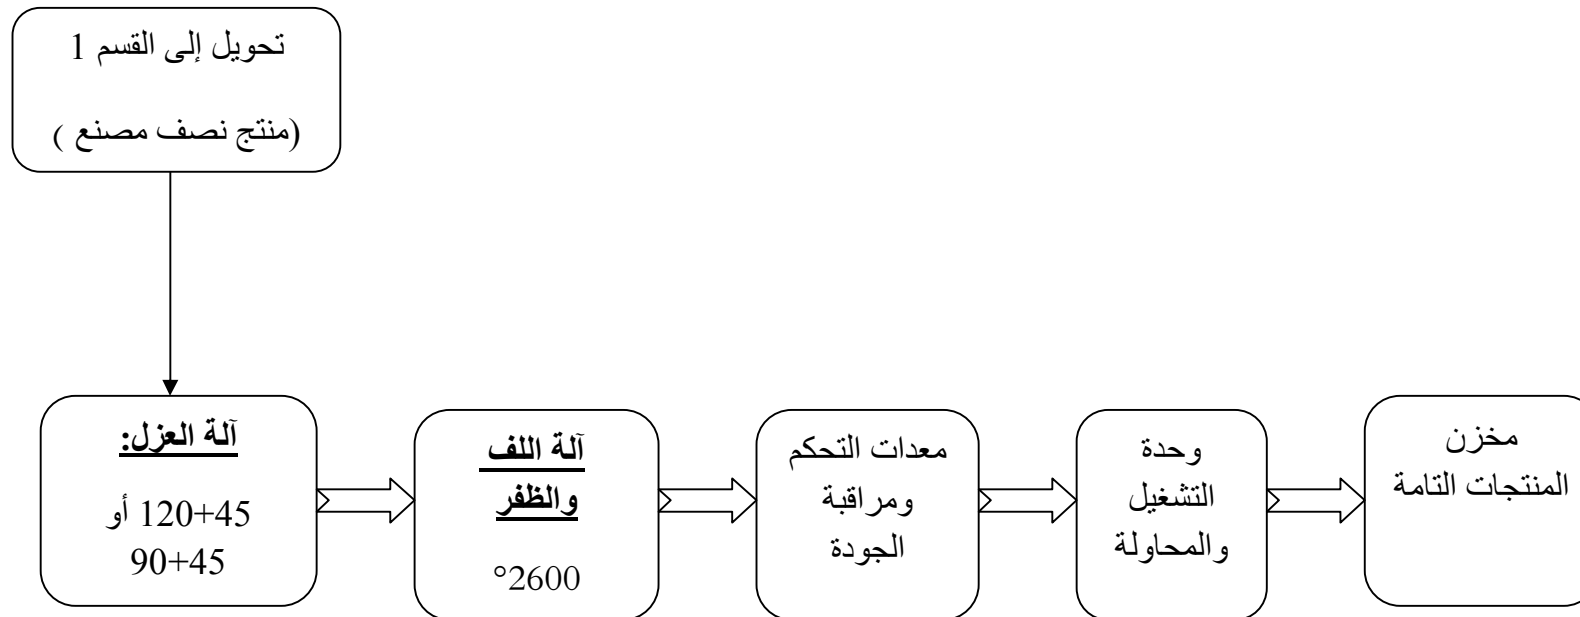 تحويل إلى القسم 1
(منتج نصف مصنع )
آلة العزل:
120+45 أو
90+45
آلة اللف
والظفر
°2600
معدات التحكم
ومراقبة
الجودة
وحدة
التشغيل
والمحاولة
مخزن
المنتجات التامة